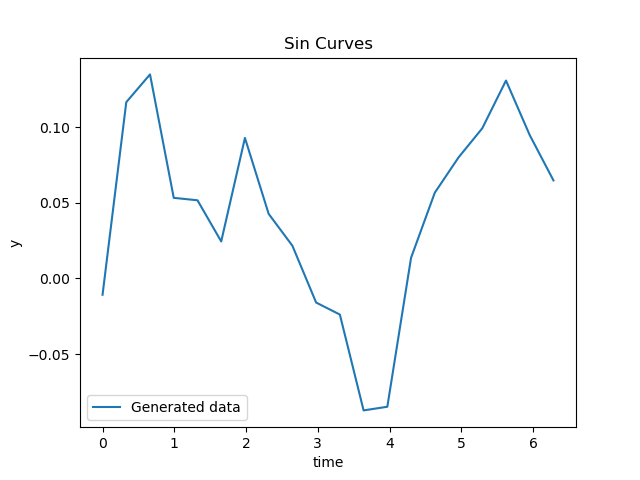 Sin Curves
0.10
0.05
0.00
−0.05
y
Generated data
0 1 2 3 4 5 6
time